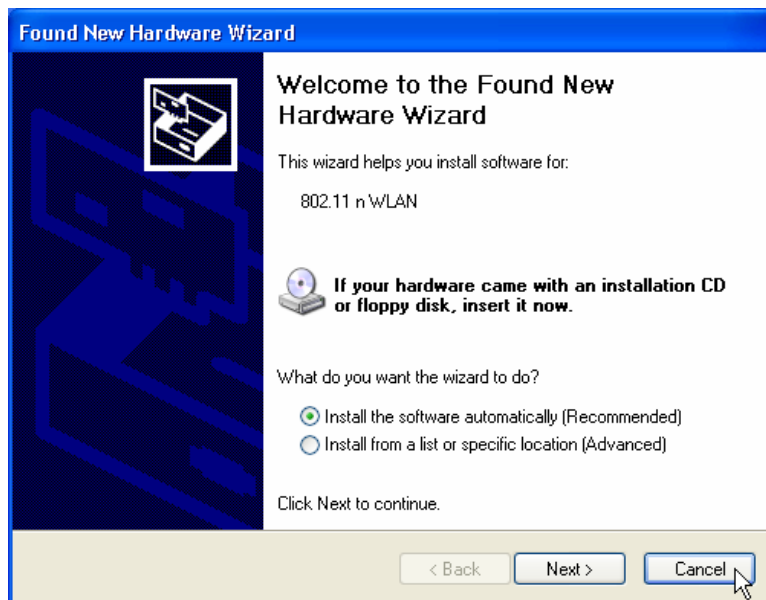 Found New Hardware Wizard
Welcome to the Found New
Hardware Wizard
This wizard helps you install software for:
802.11 n WLAN
If your hardware came with an installation CD
or floppy disk, insert it now.
What do you want the wizard to do?
Install the software automatically (Recommended)
Install from a list or specific location (Advanced)
Click Next to continue.
< Back
Next >
Cancel